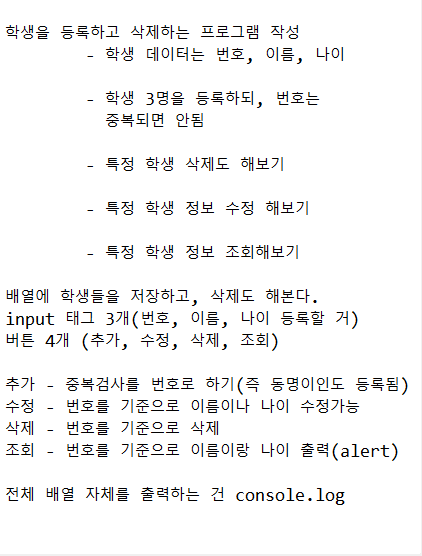 학생을 등록하고 삭제하는 프로그램 작성
- 학생 데이터는 번호, 이름, 나이
- 학생 3명을 등록하되, 번호는
중복되면 안됨
- 특정 학생 삭제도 해보기
- 특정 학생 정보 수정 해보기
- 특정 학생 정보 조회해보기
배열에 학생들을 저장하고, 삭제도 해본다.
input 태그 3개(번호, 이름, 나이 등록할 거)
버튼 4개 (추가, 수정, 삭제, 조회)
추가 - 중복검사를 번호로 하기(즉 동명이인도 등록됨)
수정 - 번호를 기준으로 이름이나 나이 수정가능
삭제 - 번호를 기준으로 삭제
조회 - 번호를 기준으로 이름이랑 나이 출력(alert)
전체 배열 자체를 출력하는 건 console.log